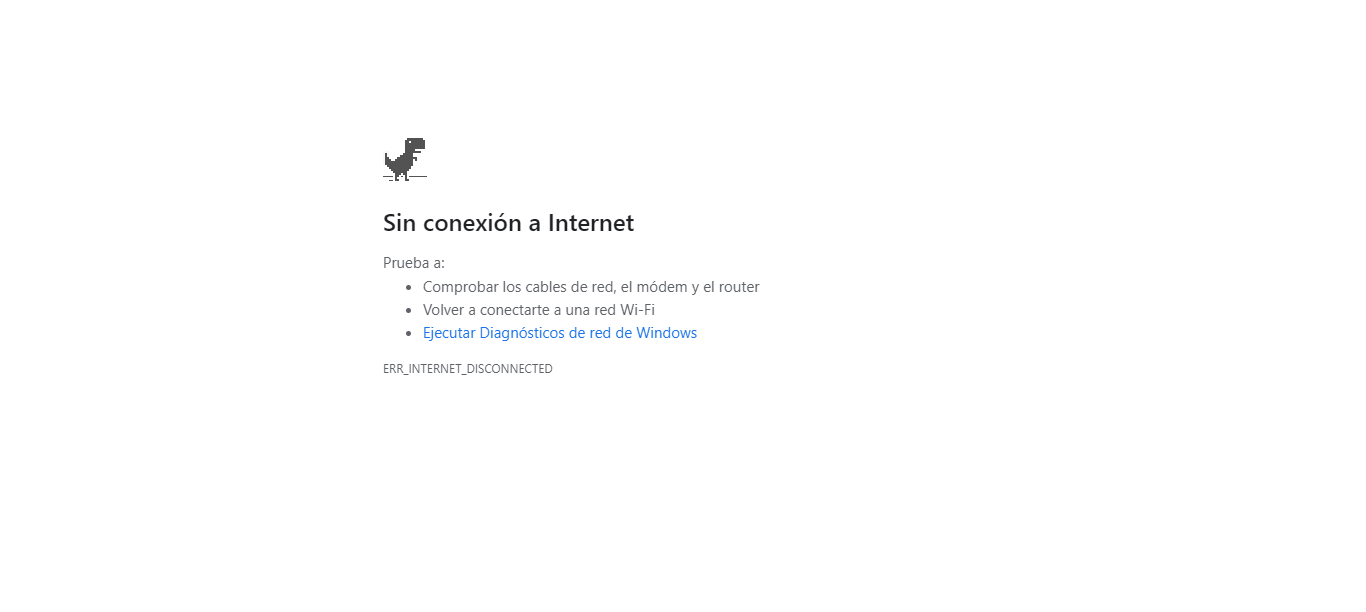 Sin conexión a Internet
Prueba a:
Comprobar los cables de red, el módem y el router
Volver a conectarte a una red Wi-Fi
Ejecutar Diagnósticos de red de Windows
ERR_INTERNET_DISCONNECTED